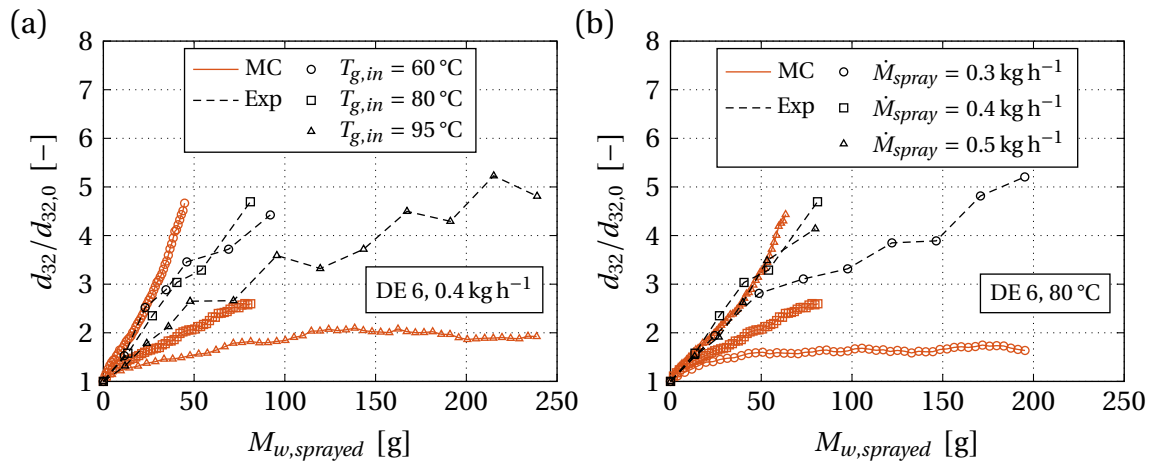 (a)
8
7
6
5
4
3
2
1
d32/d32,0 [−]
MC
Exp
Tg,in = 60 °C
Tg,in = 80 °C
Tg,in = 95 °C
DE 6, 0.4 kg h−1
0 50 100 150 200 250
Mw,sprayed [g]
(b)
8
7
6
5
4
3
2
1
d32/d32,0 [−]
MC
Exp
Ṁspray = 0.3 kg h−1
Ṁspray = 0.4 kg h−1
Ṁspray = 0.5 kg h−1
DE 6, 80 °C
0 50 100 150 200 250
Mw,sprayed [g]